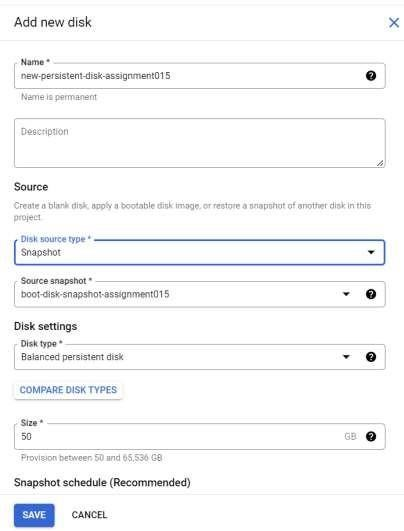 Add new disk
Name *
new-persistent-disk-assignment015
Name is permanent
Description
Source
Create a blank disk, apply a bootable disk image, or restore a snapshot of another disk in this
project.
Disk source type *
Snapshot
Source snapshot *
boot-disk-snapshot-assignment015
Disk settings
Disk type *
Balanced persistent disk
COMPARE DISK TYPES
Size *
50 GB
Provision between 50 and 65,536 GB
Snapshot schedule (Recommended)
SAVE CANCEL